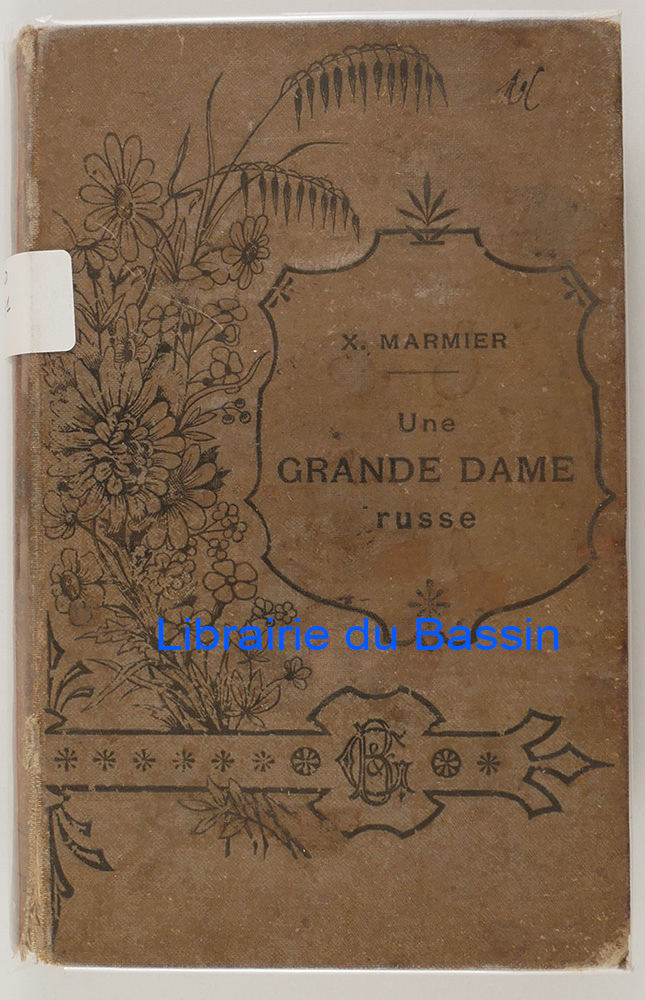 X. MARMIER
Une
GRANDE DAME
russe
Librairie du Bassin